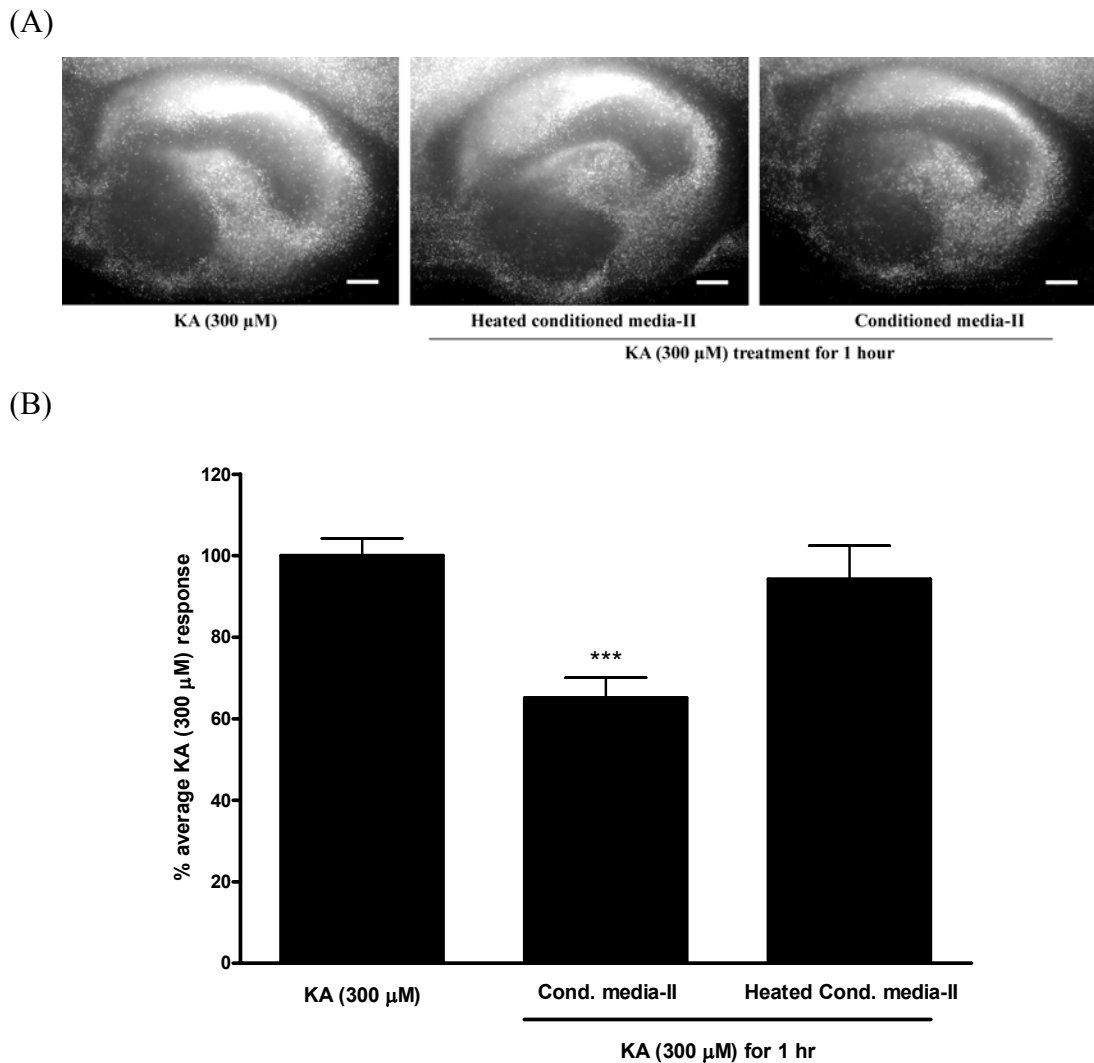 (A)
KA (300 µM)
Heated conditioned media-II
Conditioned media-II
KA (300 µM) treatment for 1 hour
(B)
% average KA (300 µM) response
120
100
80
60
40
20
0
***
KA (300 µM)
Cond. media-II
Heated Cond. media-II
KA (300 µM) for 1 hr